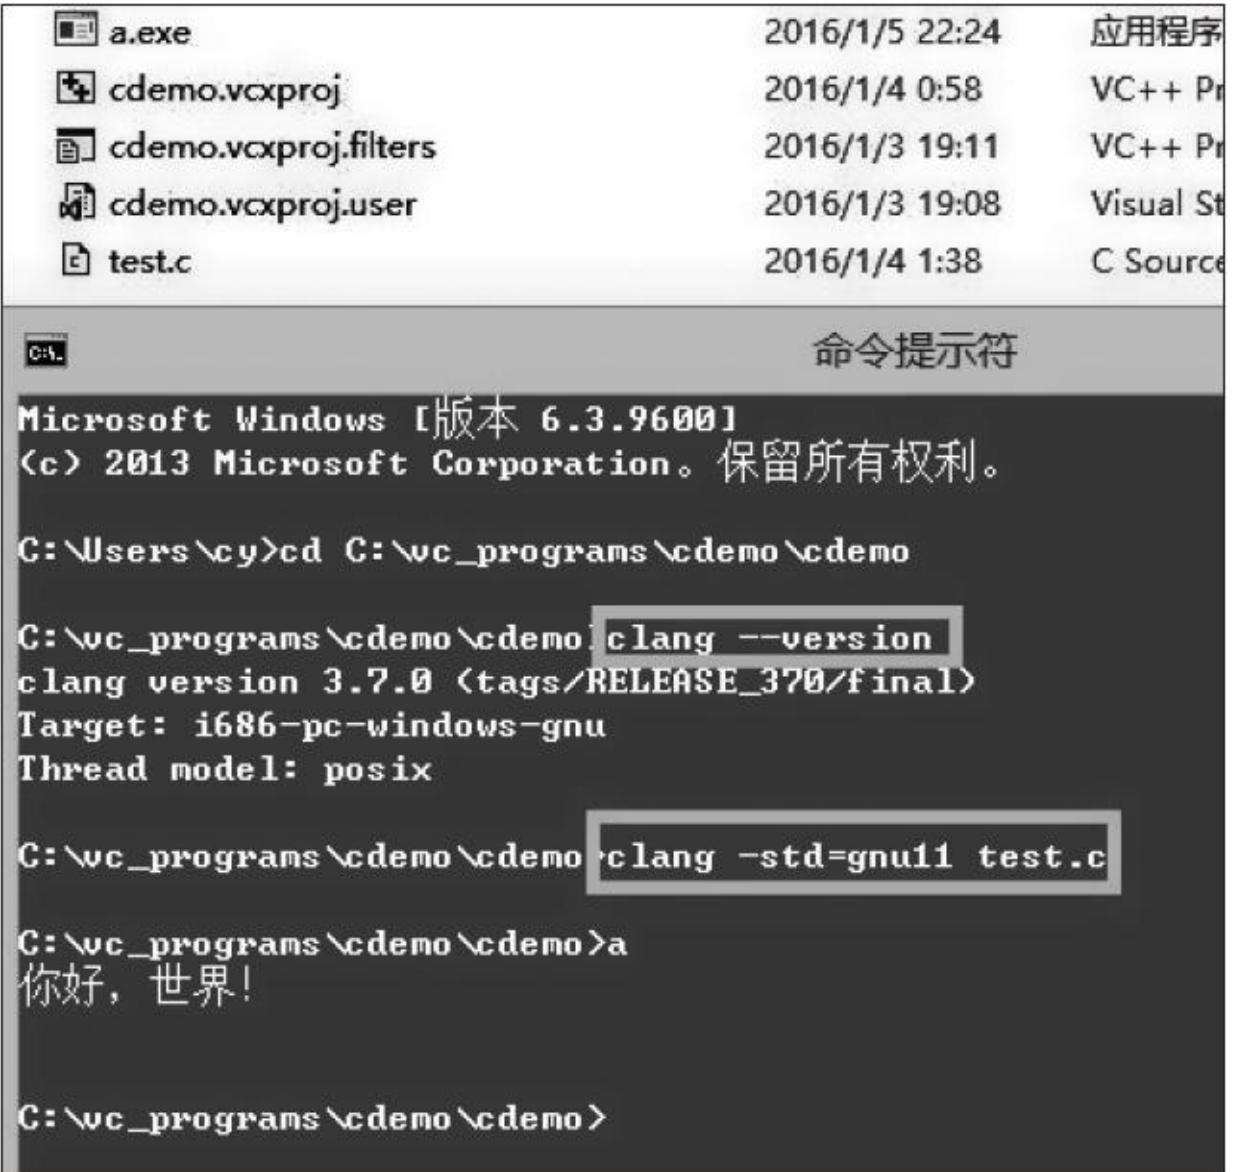 a.exe 2016/1/5 22:24 应用程序
cdemo.vcxproj 2016/1/4 0:58 VC++ Pr
cdemo.vcxproj.filters 2016/1/3 19:11 VC++ Pr
cdemo.vcxproj.user 2016/1/3 19:08 Visual St
test.c 2016/1/4 1:38 C Source
C:\. 命令提示符
Microsoft Windows [版本 6.3.9600]
(c) 2013 Microsoft Corporation。保留所有权利。
C:\Users\cy>cd C:\vc_programs\cdemo\cdemo
C:\vc_programs\cdemo\cdemo>clang --version
clang version 3.7.0 (tags/RELEASE_370/final)
Target: i686-pc-windows-gnu
Thread model: posix
C:\vc_programs\cdemo\cdemo>clang -std=gnu11 test.c
C:\vc_programs\cdemo\cdemo>a
你好，世界！
C:\vc_programs\cdemo\cdemo>